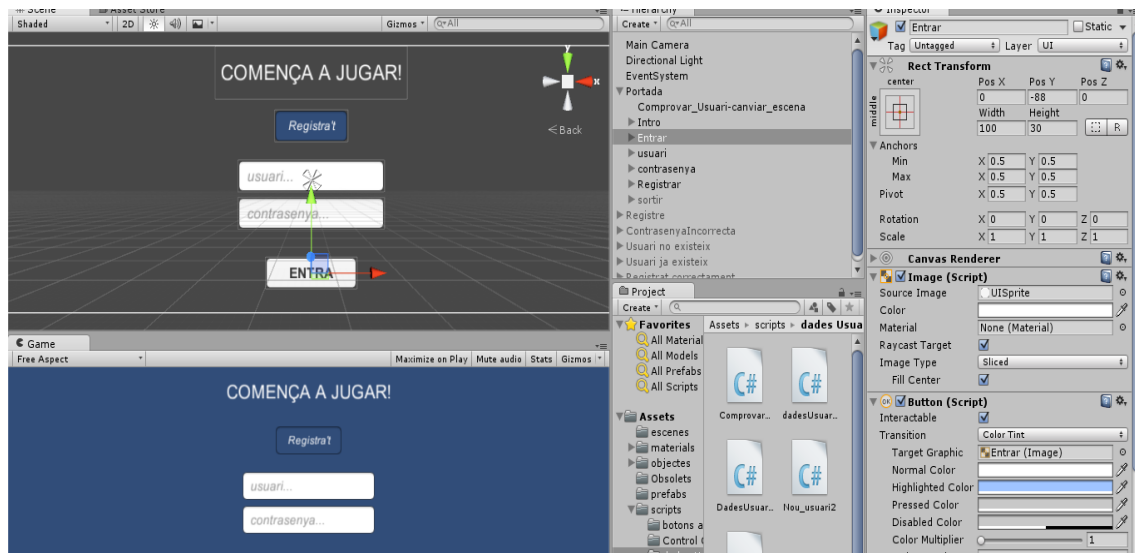 Scene
Asset Store
Shaded
2D
Gizmos
All
COMENÇA A JUGAR!
y
x
Back
Registra't
usuari...
contrasenya...
ENTRA
Game
Free Aspect
Maximize on Play
Mute audio
Stats
Gizmos
COMENÇA A JUGAR!
Registra't
usuari...
contrasenya...
Hierarchy
Create
All
Main Camera
Directional Light
EventSystem
Portada
Comprovar_Usuari-canviar_escena
Intro
Entrar
usuari
contrasenya
Registrar
sortir
Registre
ContrasenyaIncorrecta
Usuari no existeix
Usuari ja existeix
Registrat correctament
Project
Create
Favorites
All Material
All Models
All Prefabs
All Scripts
Assets
escenes
materials
objectes
Obsolets
prefabs
scripts
botons a
Control
Assets scripts dades Usua
C#
C#
Comprovar...
dadesUsuar..
C#
C#
DadesUsuar..
Nou_usuari2
Inspector
Entrar
Static
Tag Untagged Layer UI
Rect Transform
center
middle
Pos X Pos Y Pos Z
0 -88 0
Width Height
100 30 R
Anchors
Min X 0.5 Y 0.5
Max X 0.5 Y 0.5
Pivot X 0.5 Y 0.5
Rotation X 0 Y 0 Z 0
Scale X 1 Y 1 Z 1
Canvas Renderer
Image (Script)
Source Image UISprite
Color
Material None (Material)
Raycast Target
Image Type Sliced
Fill Center
OK Button (Script)
Interactable
Transition Color Tint
Target Graphic Entrar (Image)
Normal Color
Highlighted Color
Pressed Color
Disabled Color
Color Multiplier 1